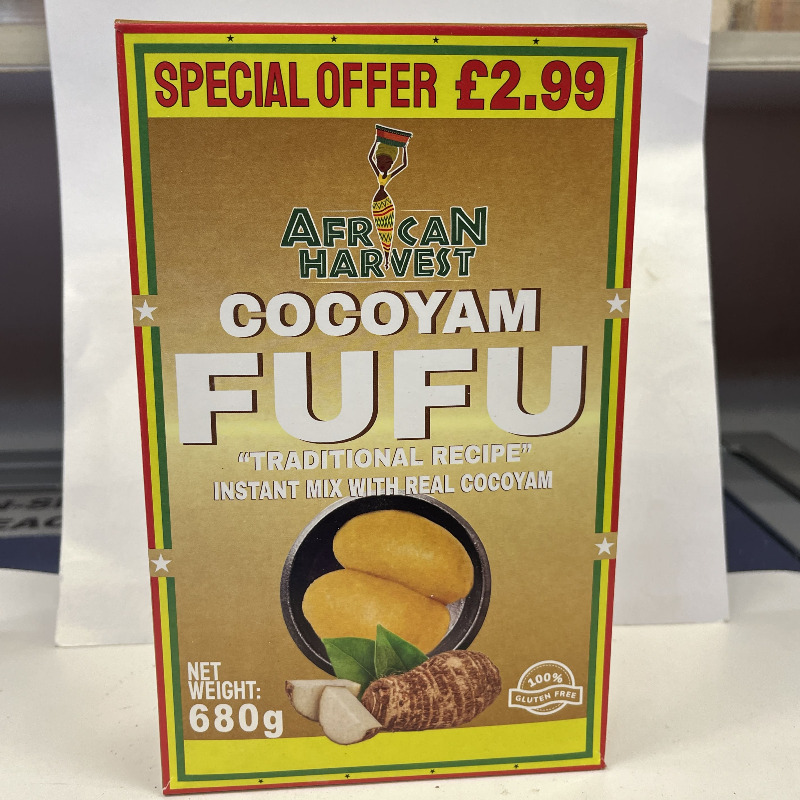 SPECIAL OFFER £2.99
AFRICAN
HARVEST
COCOYAM
FUFU
“TRADITIONAL RECIPE”
INSTANT MIX WITH REAL COCOYAM
NET
WEIGHT:
680g
100%
GLUTEN FREE